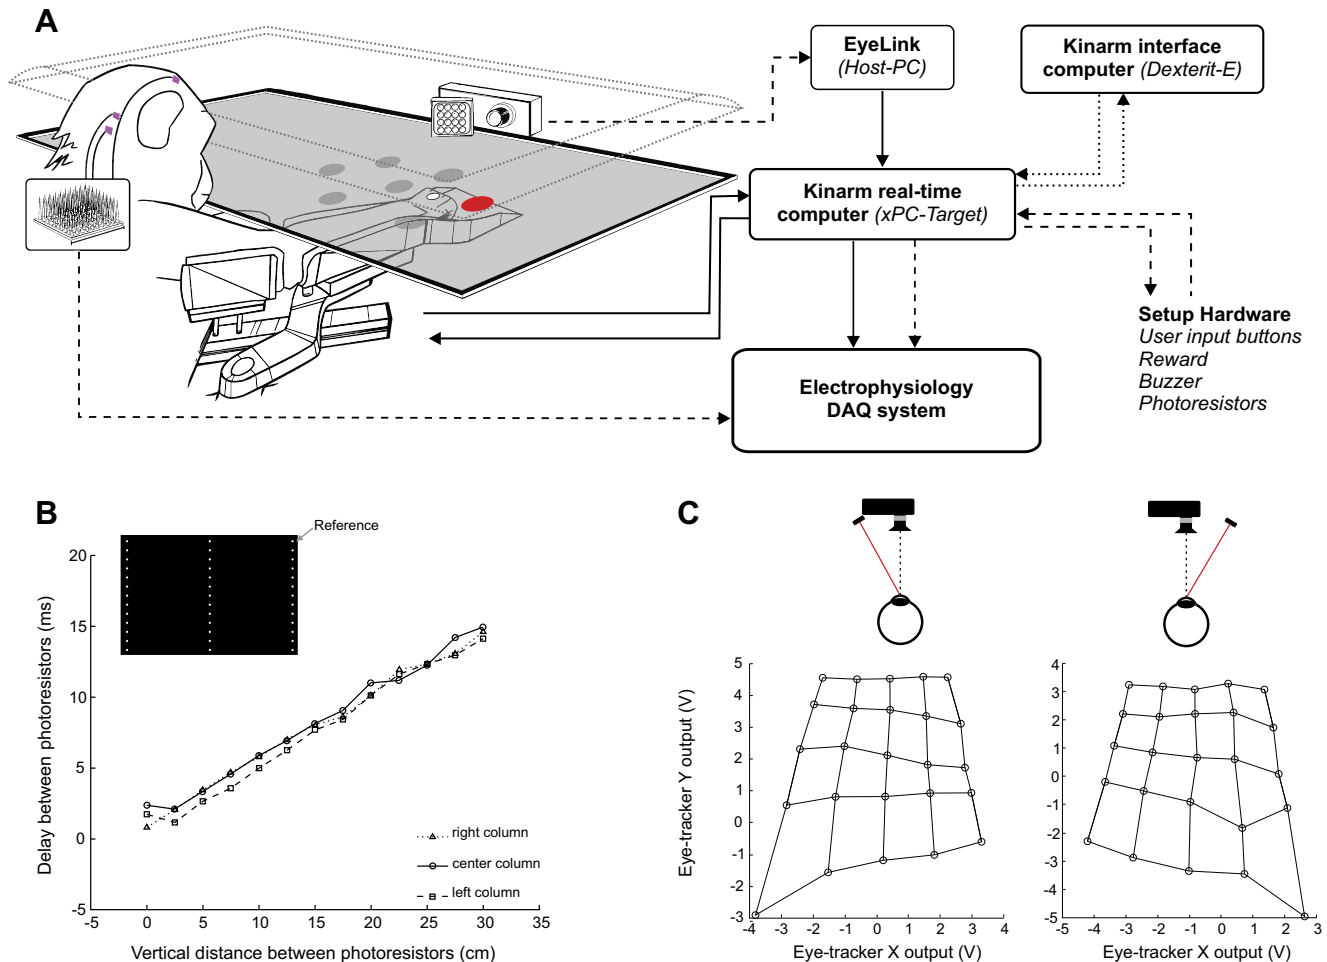 A
EyeLink
(Host-PC)
Kinarm interface
computer (Dexterit-E)
Kinarm real-time
computer (xPC-Target)
Setup Hardware
User input buttons
Reward
Buzzer
Photoresistors
Electrophysiology
DAQ system
B
Reference
Delay between photoresistors (ms)
20
15
10
5
0
-5
-5 0 5 10 15 20 25 30 35
right column
center column
left column
Vertical distance between photoresistors (cm)
C
Eye-tracker Y output (V)
5
4
3
2
1
0
-1
-2
-3
-4 -3 -2 -1 0 1 2 3 4
Eye-tracker X output (V)
4
3
2
1
0
-1
-2
-3
-4
-5
-5 -4 -3 -2 -1 0 1 2 3
Eye-tracker X output (V)